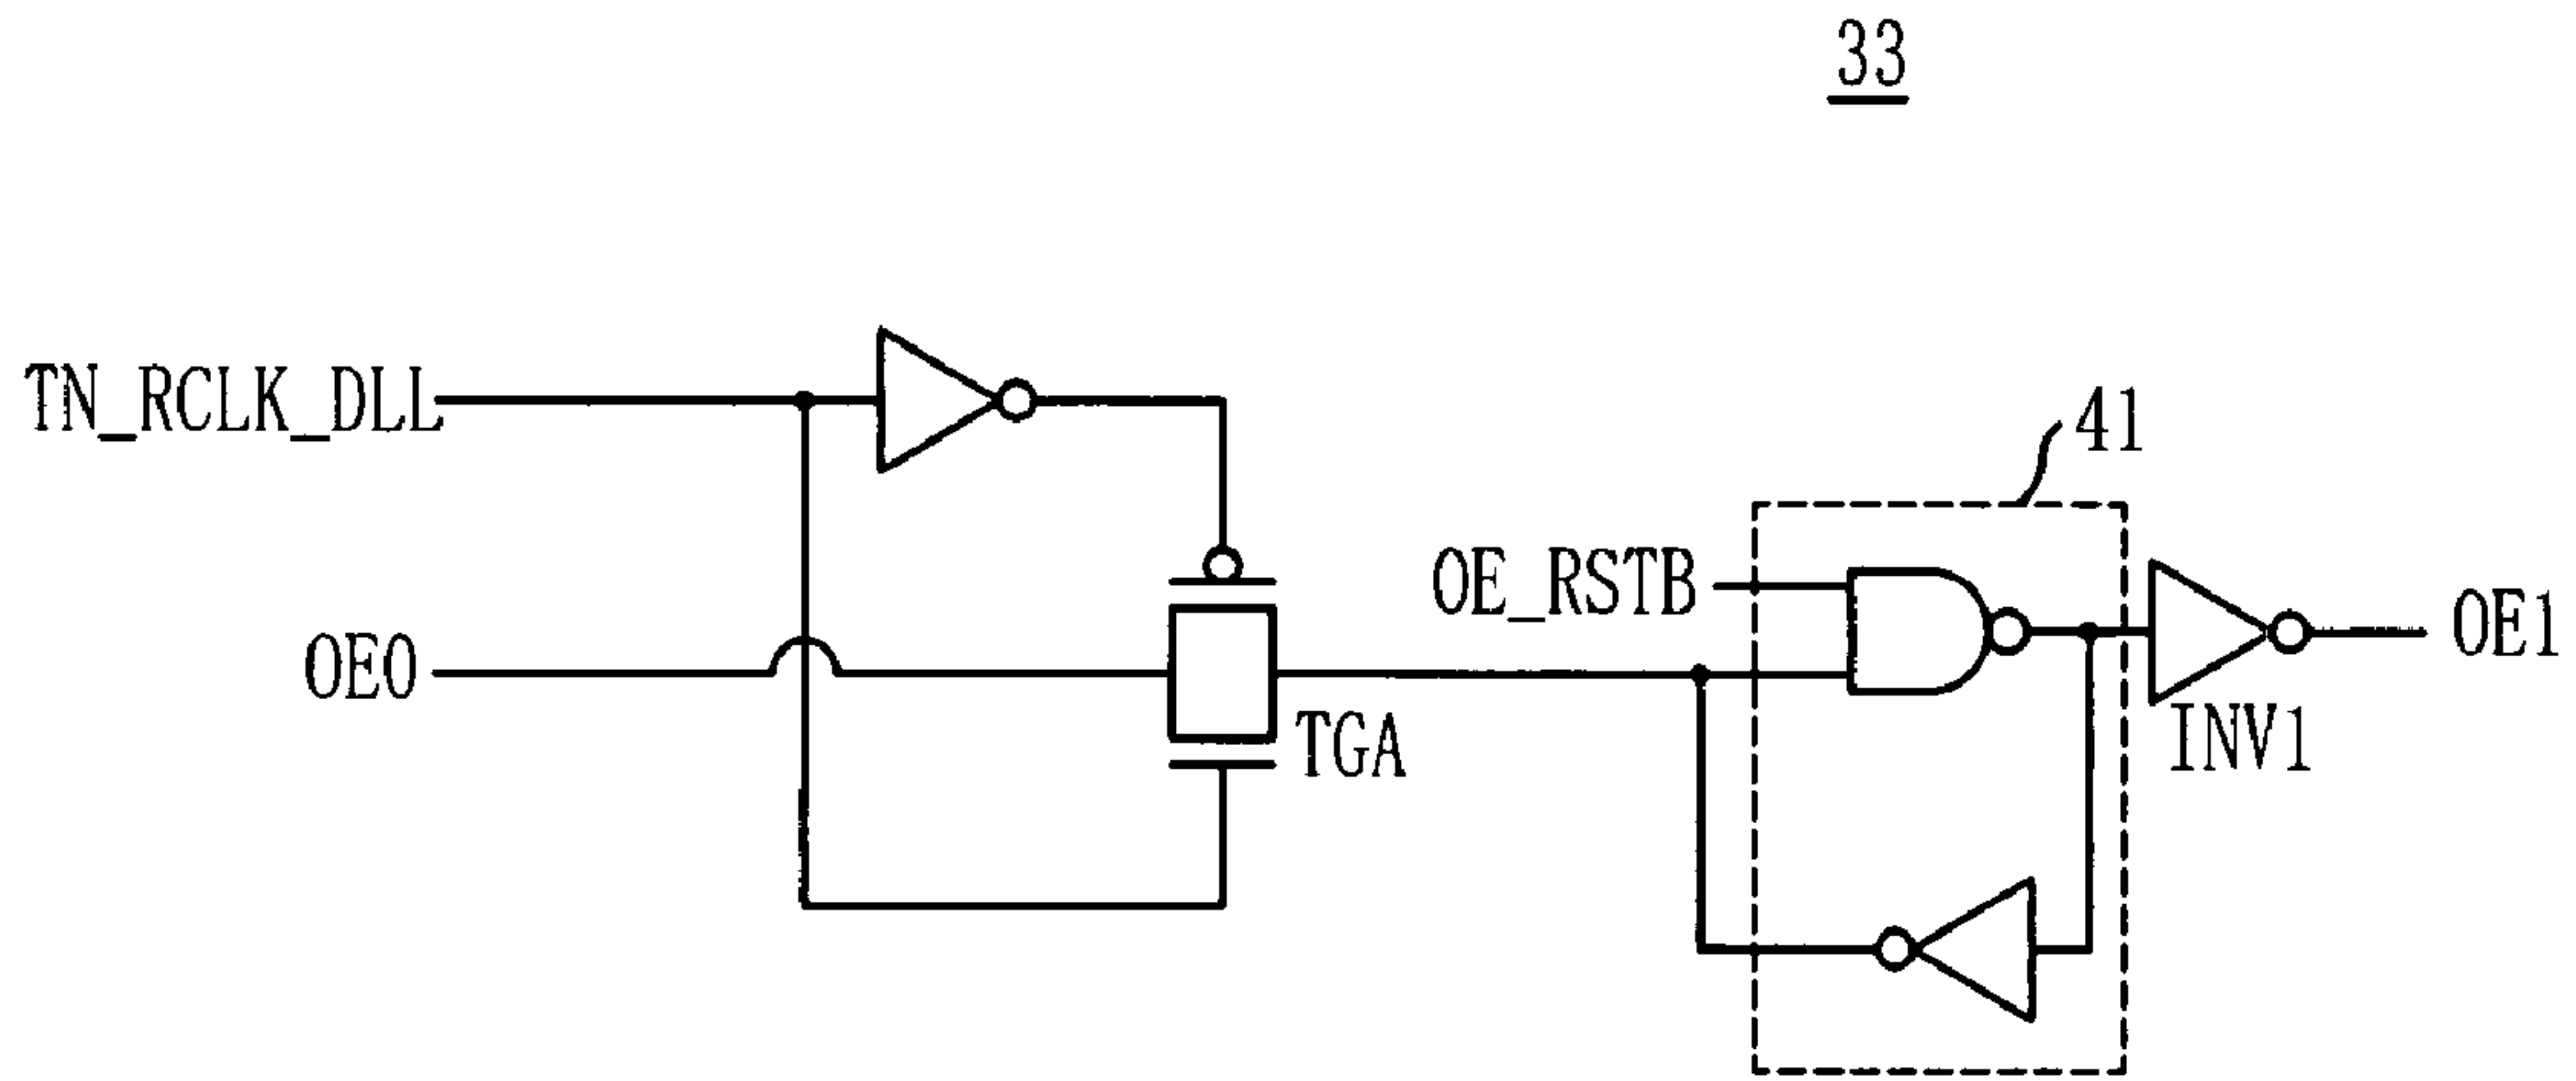 33
TN_RCLK_DLL
41
OE_RSTB
OE1
OE0
TGA
INV1